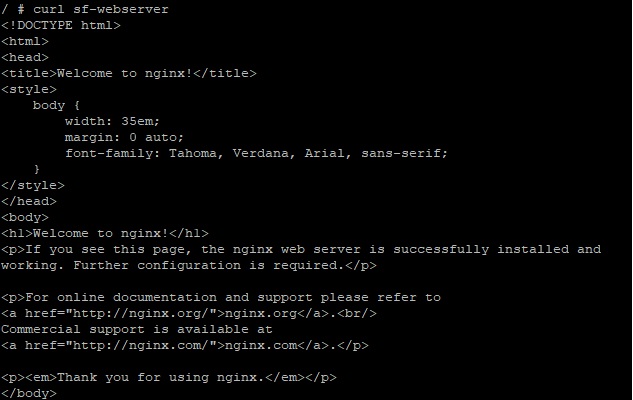 / # curl sf-webserver
<!DOCTYPE html>
<html>
<head>
<title>Welcome to nginx!</title>
<style>
    body {
        width: 35em;
        margin: 0 auto;
        font-family: Tahoma, Verdana, Arial, sans-serif;
    }
</style>
</head>
<body>
<h1>Welcome to nginx!</h1>
<p>If you see this page, the nginx web server is successfully installed and
working. Further configuration is required.</p>

<p>For online documentation and support please refer to
<a href="http://nginx.org/">nginx.org</a>.<br/>
Commercial support is available at
<a href="http://nginx.com/">nginx.com</a>.</p>

<p><em>Thank you for using nginx.</em></p>
</body>